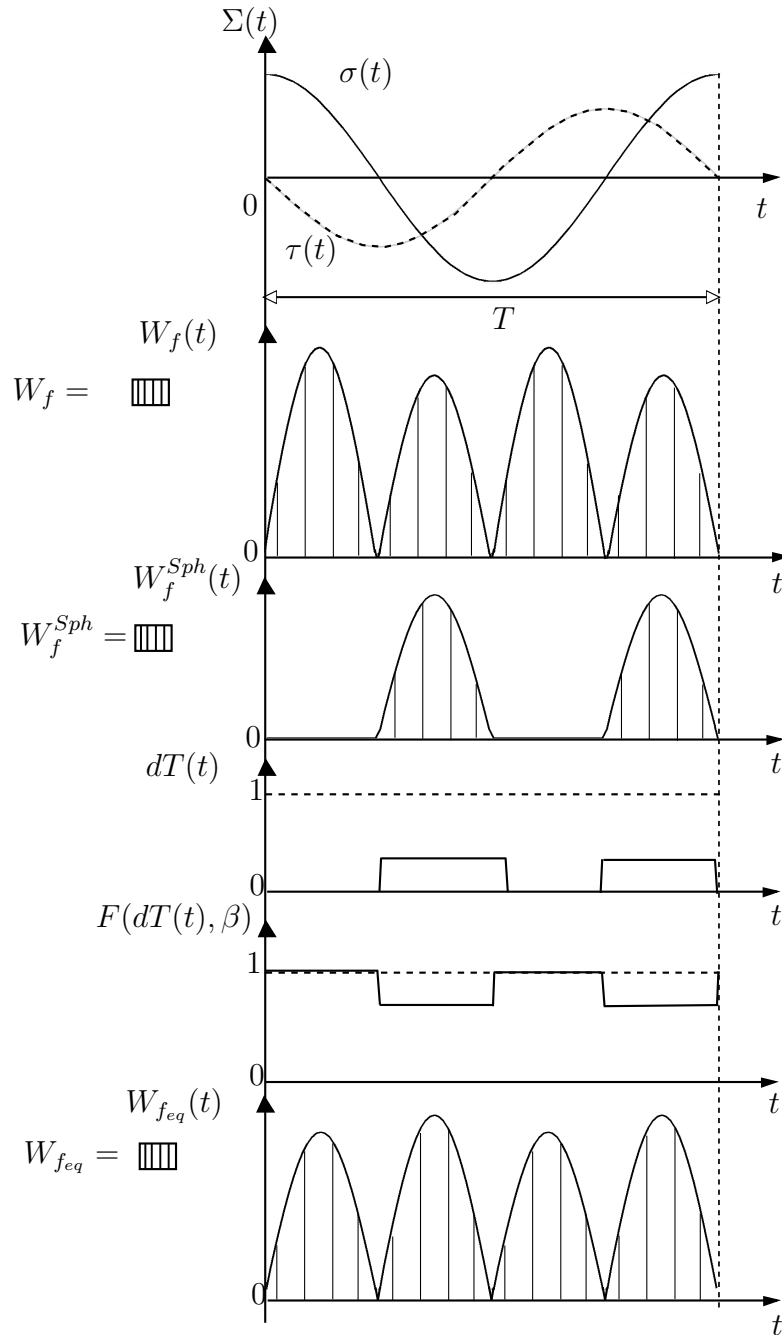 Σ(t)
σ(t)
0
t
τ(t)
T
W_f(t)
W_f =
0
t
W_f^{Sph}(t)
W_f^{Sph} =
0
t
dT(t)
1
0
t
F(dT(t), β)
1
0
t
W_{f_{eq}}(t)
W_{f_{eq}} =
0
t